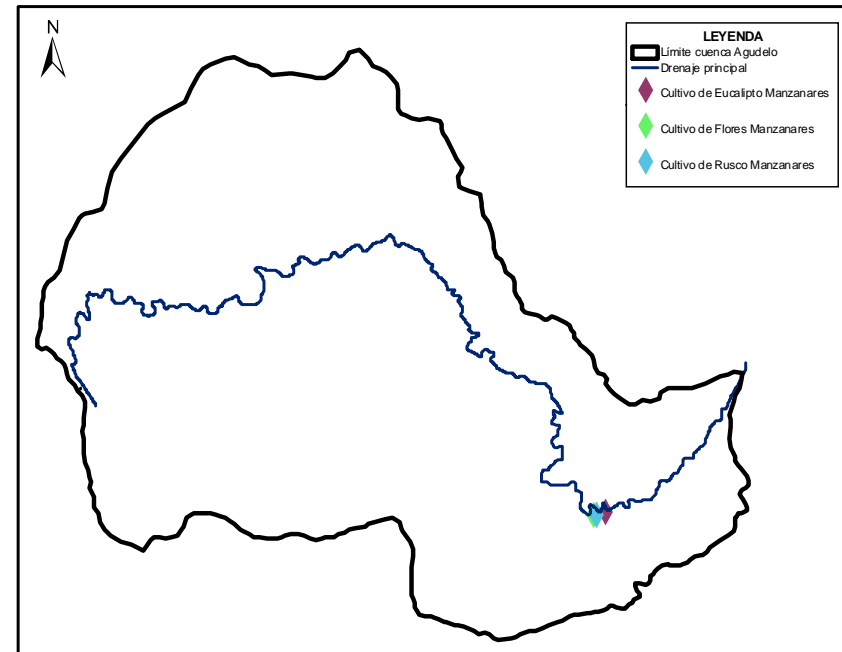 N
LEYENDA
Límite cuenca Agudelo
Drenaje principal
Cultivo de Eucalipto Manzanares
Cultivo de Flores Manzanares
Cultivo de Rusco Manzanares